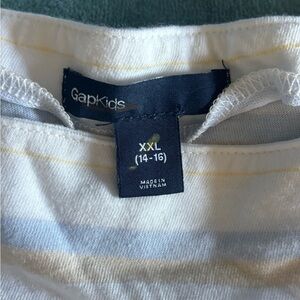 GapKids
XXL
(14-16)
MADE IN
VIETNAM